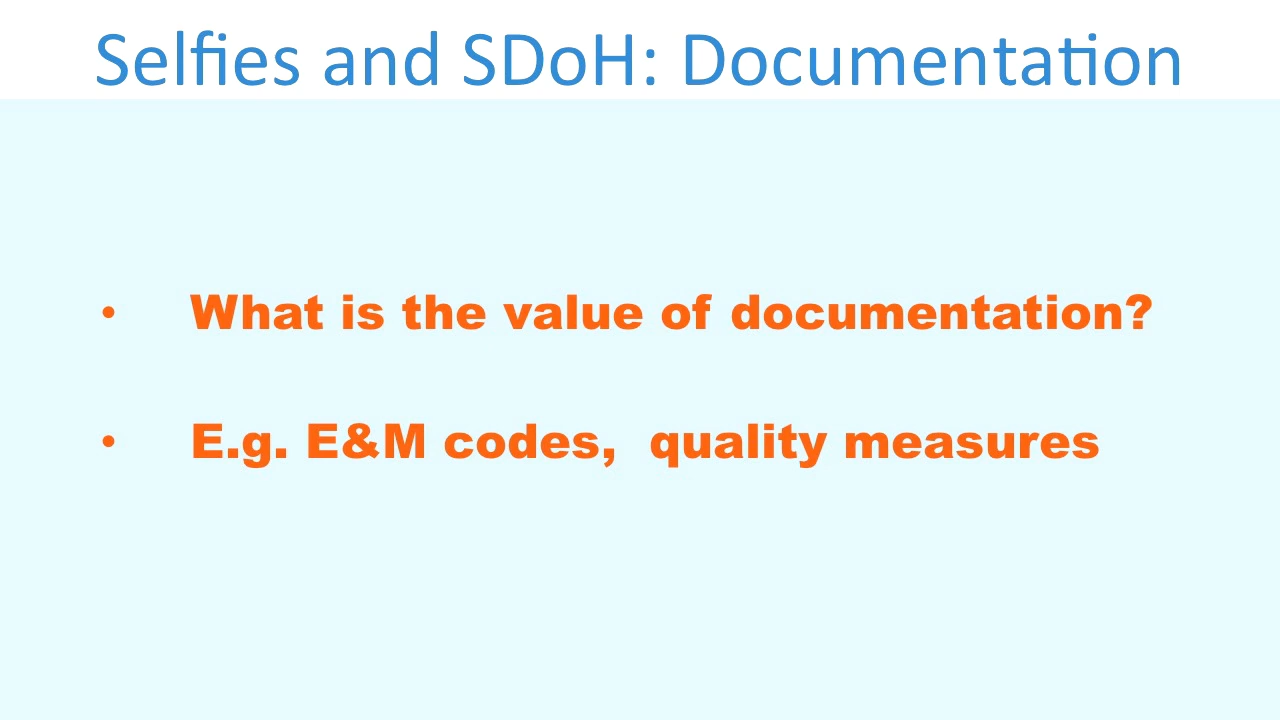 Selfies and SDoH: Documentation
• What is the value of documentation?
• E.g. E&M codes,  quality measures